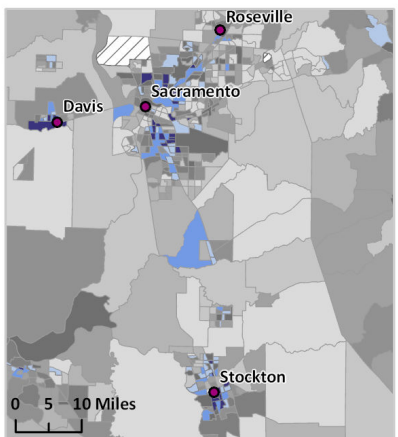 Roseville
Sacramento
Davis
Stockton
0 5 10 Miles